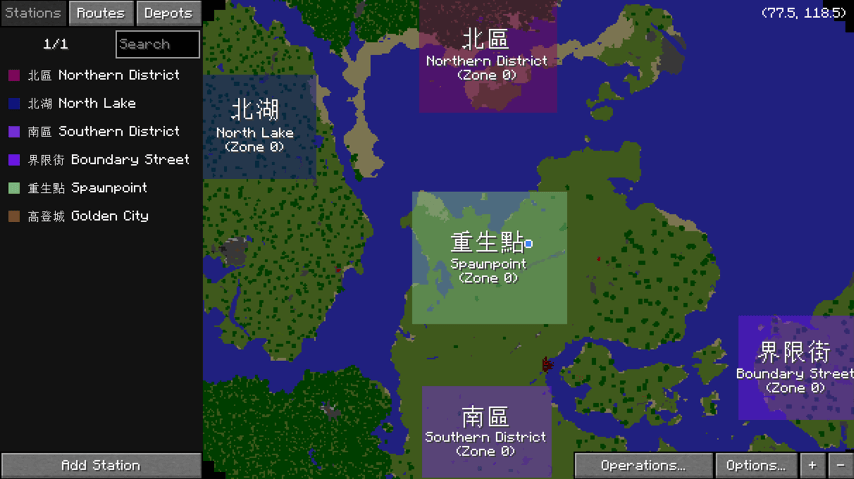 Stations Routes Depots
(77.5, 118.5)
1/1 Search
北區 Northern District
北湖 North Lake
南區 Southern District
界限街 Boundary Street
重生點 Spawnpoint
高登城 Golden City
北區
Northern District
(Zone 0)
北湖
North Lake
(Zone 0)
重生點
Spawnpoint
(Zone 0)
界限街
Boundary Street
(Zone 0)
南區
Southern District
(Zone 0)
Add Station
Operations... Options... + -